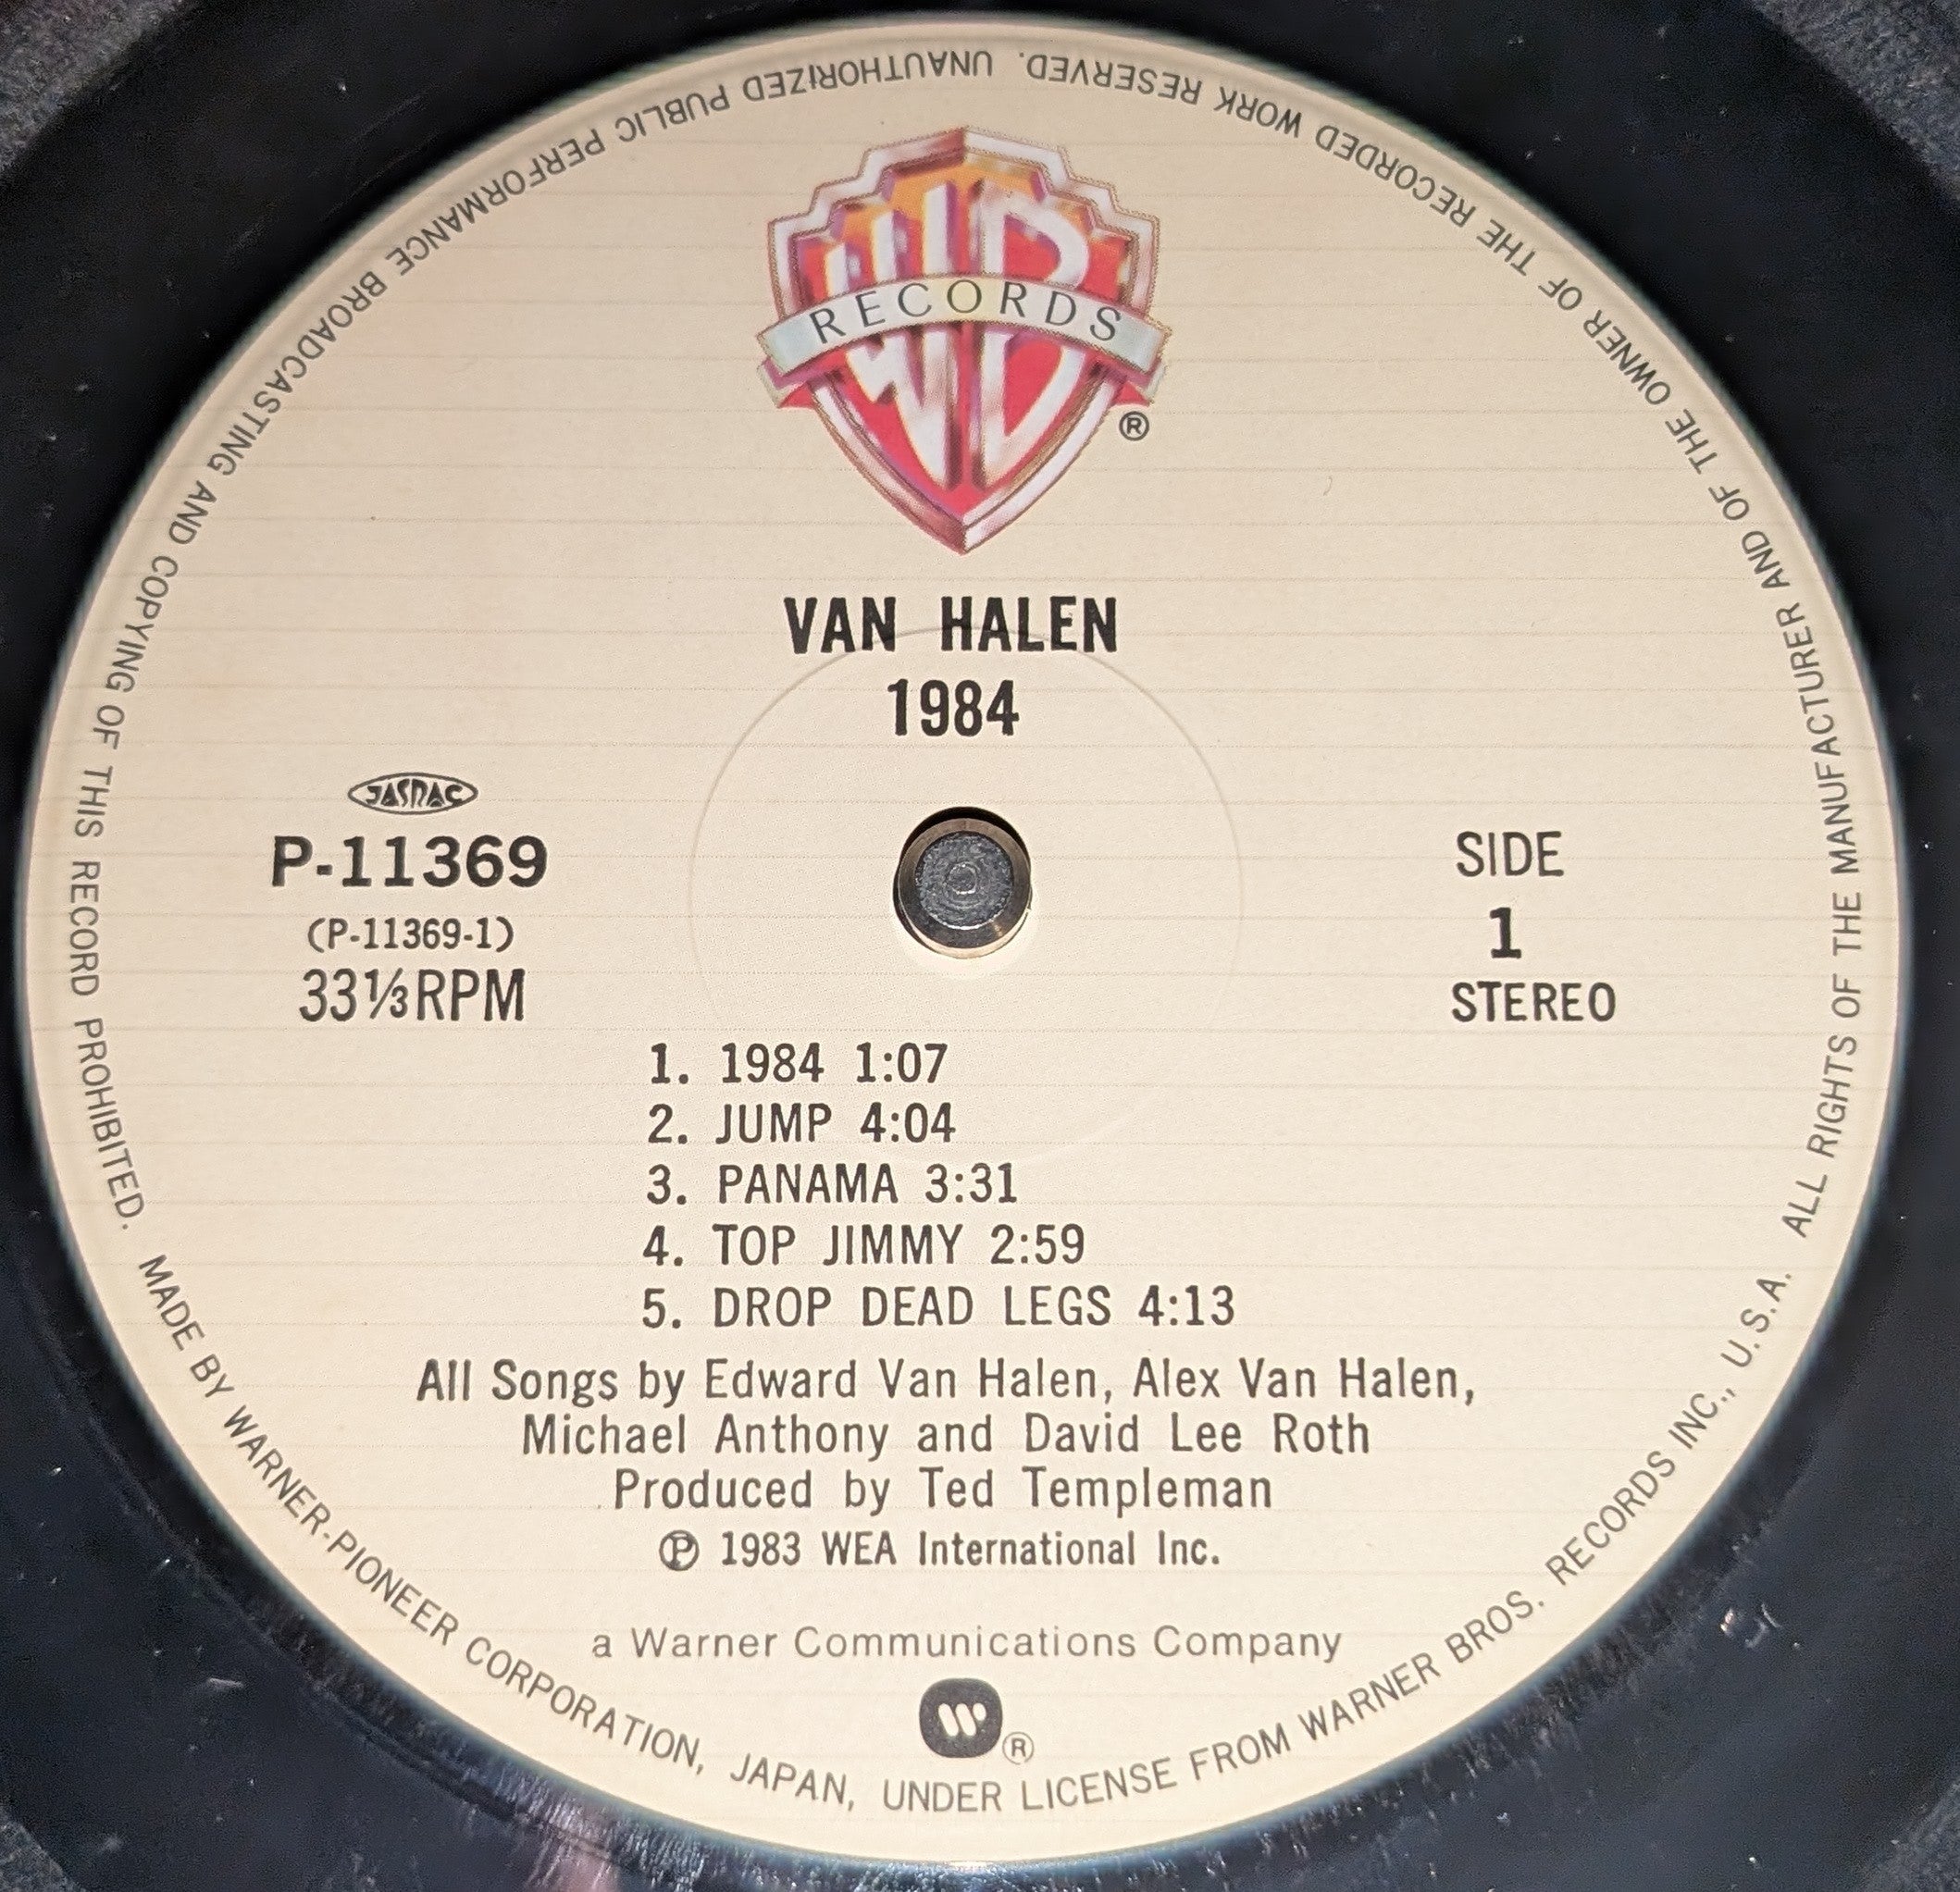 WB
RECORDS
®
VAN HALEN
1984
JASRAC
P-11369
(P-11369-1)
33⅓RPM
SIDE
1
STEREO
1. 1984 1:07
2. JUMP 4:04
3. PANAMA 3:31
4. TOP JIMMY 2:59
5. DROP DEAD LEGS 4:13
All Songs by Edward Van Halen, Alex Van Halen,
Michael Anthony and David Lee Roth
Produced by Ted Templeman
℗ 1983 WEA International Inc.
a Warner Communications Company
W
®
MADE BY WARNER-PIONEER CORPORATION, JAPAN, UNDER LICENSE FROM WARNER BROS. RECORDS INC., U.S.A. ALL RIGHTS OF THE MANUFACTURER AND OF THE OWNER OF THE RECORDED WORK RESERVED. UNAUTHORIZED PUBLIC PERFORMANCE BROADCASTING AND COPYING OF THIS RECORD PROHIBITED.